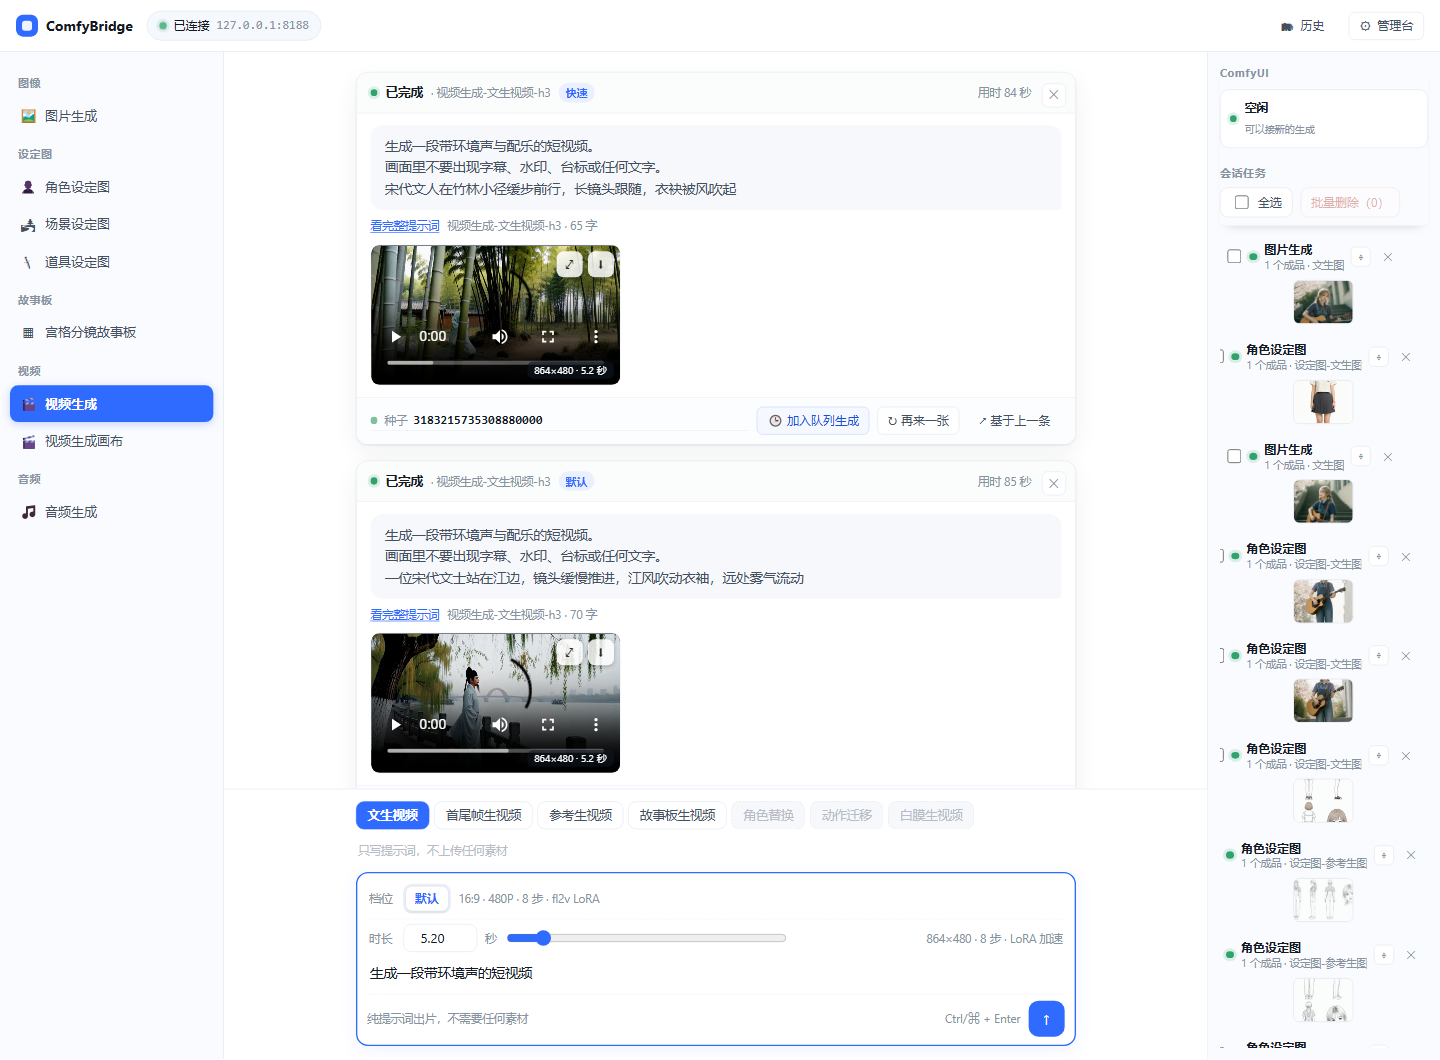 ComfyBridge
已连接 127.0.0.1:8188
历史
管理台
图像
图片生成
设定图
角色设定图
场景设定图
道具设定图
故事板
宫格分镜故事板
视频
视频生成
视频生成画布
音频
音频生成
已完成 · 视频生成-文生视频-h3 快速
用时 84 秒
生成一段带环境声与配乐的短视频。
画面里不要出现字幕、水印、台标或任何文字。
宋代文人在竹林小径缓步前行，长镜头跟随，衣袂被风吹起
看完整提示词 视频生成-文生视频-h3 · 65 字
0:00
864×480 · 5.2 秒
种子 3183215735308880000
加入队列生成
↻ 再来一张
↗ 基于上一条
已完成 · 视频生成-文生视频-h3 默认
用时 85 秒
生成一段带环境声与配乐的短视频。
画面里不要出现字幕、水印、台标或任何文字。
一位宋代文士站在江边，镜头缓慢推进，江风吹动衣袖，远处雾气流动
看完整提示词 视频生成-文生视频-h3 · 70 字
0:00
864×480 · 5.2 秒
文生视频
首尾帧生视频
参考生视频
故事板生视频
角色替换
动作迁移
白膜生视频
只写提示词，不上传任何素材
档位 默认 16:9 · 480P · 8 步 · fl2v LoRA
时长 5.20 秒
864×480 · 8 步 · LoRA 加速
生成一段带环境声的短视频
纯提示词出片，不需要任何素材
Ctrl/⌘ + Enter
ComfyUI
空闲
可以接新的生成
会话任务
全选
批量删除（0）
图片生成
1 个成品 · 文生图
角色设定图
1 个成品 · 设定图-文生图
图片生成
1 个成品 · 文生图
角色设定图
1 个成品 · 设定图-文生图
角色设定图
1 个成品 · 设定图-文生图
角色设定图
1 个成品 · 设定图-文生图
角色设定图
1 个成品 · 设定图-参考生图
角色设定图
1 个成品 · 设定图-参考生图
角色设定图